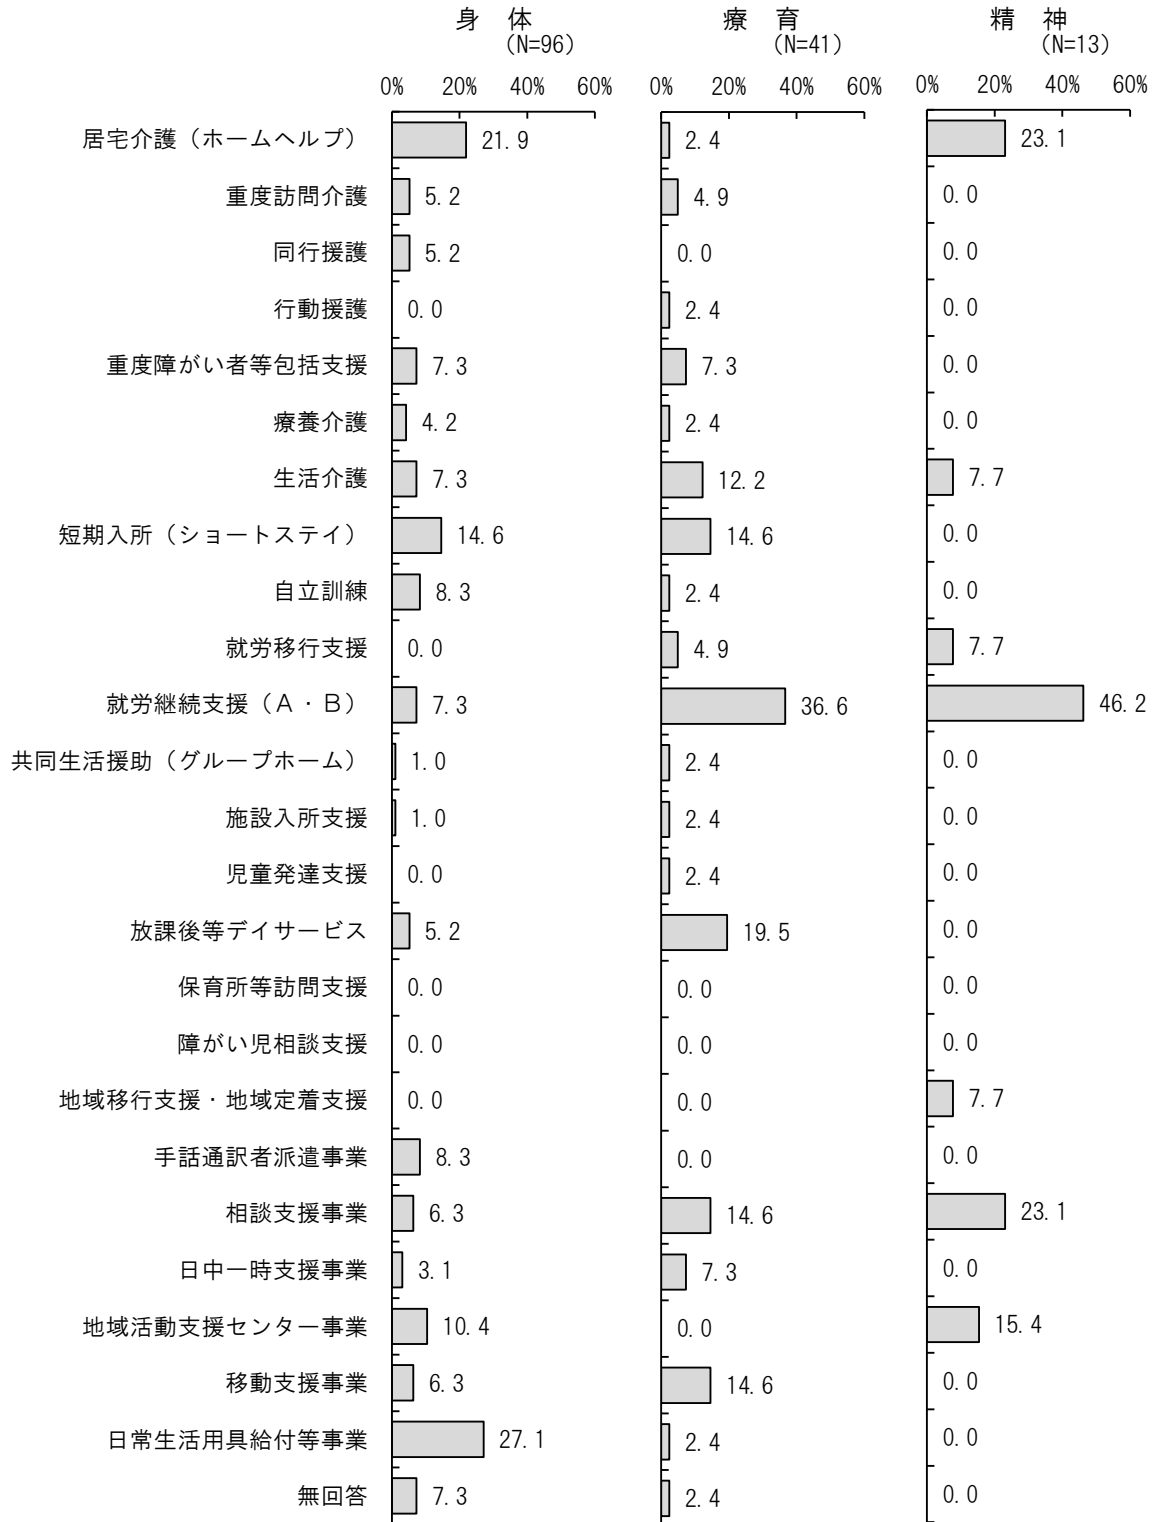 身　体　療　育　精　神
(N=96)　(N=41)　(N=13)
0% 20% 40% 60% 0% 20% 40% 60% 0% 20% 40% 60%
居宅介護（ホームヘルプ） 21.9 2.4 23.1
重度訪問介護 5.2 4.9 0.0
同行援護 5.2 0.0 0.0
行動援護 0.0 2.4 0.0
重度障がい者等包括支援 7.3 7.3 0.0
療養介護 4.2 2.4 0.0
生活介護 7.3 12.2 7.7
短期入所（ショートステイ） 14.6 14.6 0.0
自立訓練 8.3 2.4 0.0
就労移行支援 0.0 4.9 7.7
就労継続支援（Ａ・Ｂ） 7.3 36.6 46.2
共同生活援助（グループホーム） 1.0 2.4 0.0
施設入所支援 1.0 2.4 0.0
児童発達支援 0.0 2.4 0.0
放課後等デイサービス 5.2 19.5 0.0
保育所等訪問支援 0.0 0.0 0.0
障がい児相談支援 0.0 0.0 0.0
地域移行支援・地域定着支援 0.0 0.0 7.7
手話通訳者派遣事業 8.3 0.0 0.0
相談支援事業 6.3 14.6 23.1
日中一時支援事業 3.1 7.3 0.0
地域活動支援センター事業 10.4 0.0 15.4
移動支援事業 6.3 14.6 0.0
日常生活用具給付等事業 27.1 2.4 0.0
無回答 7.3 2.4 0.0